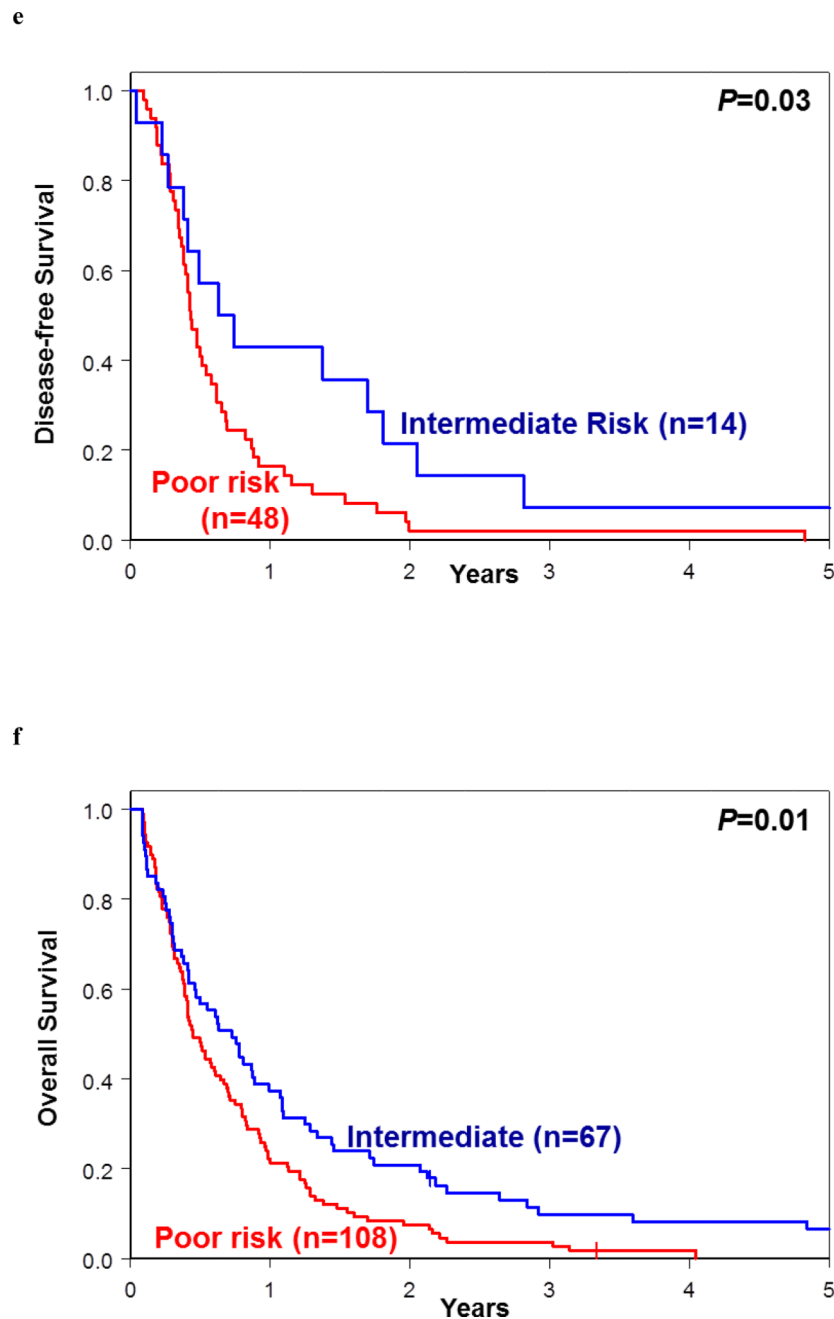 e
P=0.03
1.0
0.8
0.6
0.4
0.2
0.0
Disease-free Survival
Intermediate Risk (n=14)
Poor risk
(n=48)
0 1 2 3 4 5
Years
f
P=0.01
1.0
0.8
0.6
0.4
0.2
0.0
Overall Survival
Intermediate (n=67)
Poor risk (n=108)
0 1 2 3 4 5
Years